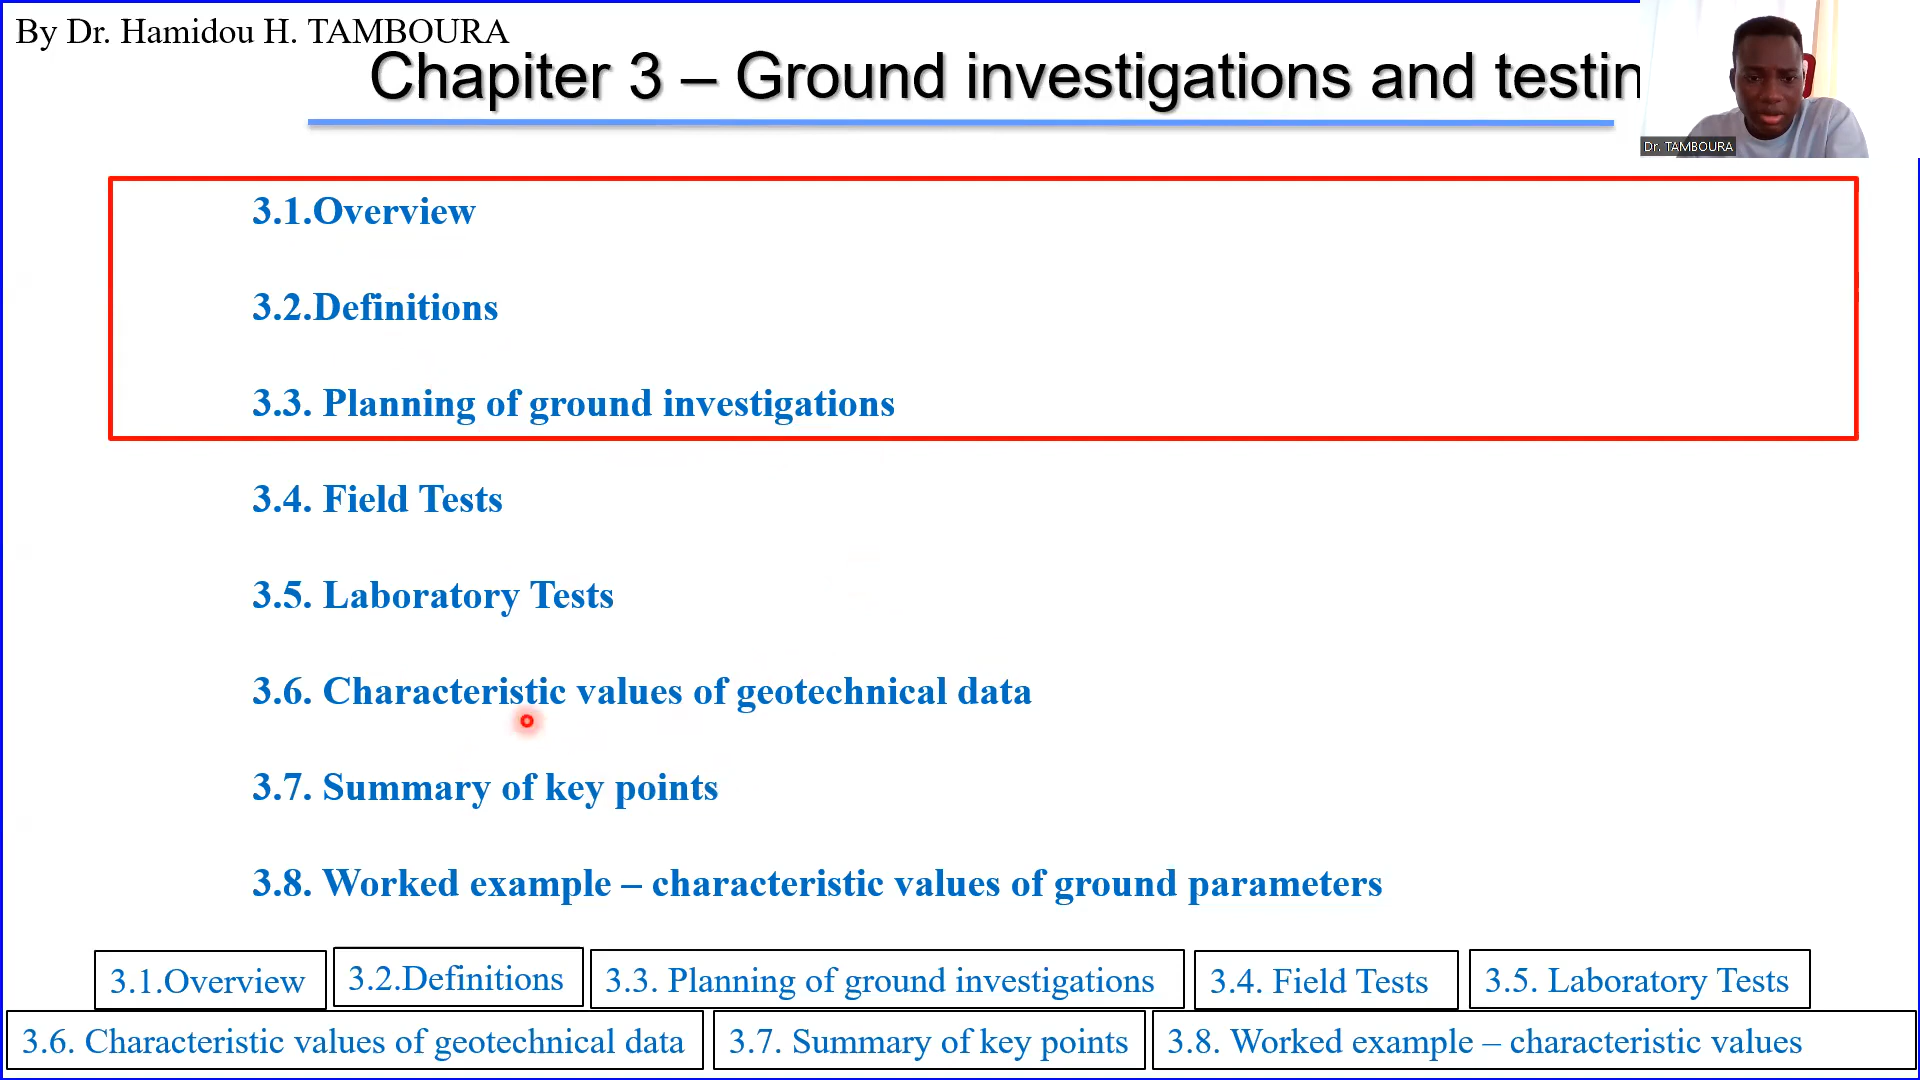 By Dr. Hamidou H. TAMBOURA
Chapiter 3 – Ground investigations and testin
Dr. TAMBOURA
3.1.Overview
3.2.Definitions
3.3. Planning of ground investigations
3.4. Field Tests
3.5. Laboratory Tests
3.6. Characteristic values of geotechnical data
3.7. Summary of key points
3.8. Worked example – characteristic values of ground parameters
3.1.Overview
3.2.Definitions
3.3. Planning of ground investigations
3.4. Field Tests
3.5. Laboratory Tests
3.6. Characteristic values of geotechnical data
3.7. Summary of key points
3.8. Worked example – characteristic values